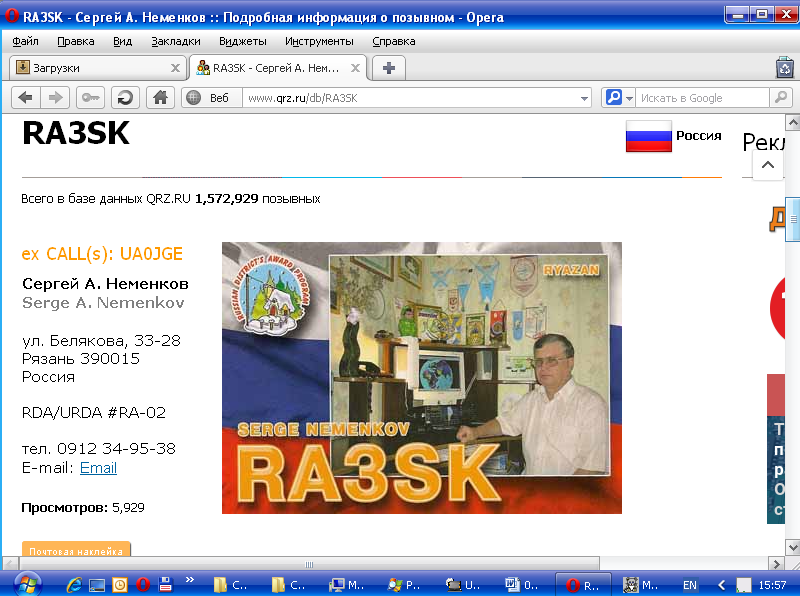 RA3SK - Сергей А. Неменков :: Подробная информация о позывном - Opera
Файл Правка Вид Закладки Виджеты Инструменты Справка
Загрузки
RA3SK - Сергей А. Нем...
Веб www.qrz.ru/db/RA3SK
Искать в Google
RA3SK
Россия
Рекл
Всего в базе данных QRZ.RU 1,572,929 позывных
ex CALL(s): UA0JGE
Сергей А. Неменков
Serge A. Nemenkov
ул. Белякова, 33-28
Рязань 390015
Россия
RDA/URDA #RA-02
тел. 0912 34-95-38
E-mail: Email
Просмотров: 5,929
Почтовая наклейка
RUSSIAN DISTRICT'S AWARD PROGRAM
RYAZAN
SERGE NEMENKOV
RA3SK
Д
Т
п
р
О
с
» С.. С.. М.. Р.. U.. 0.. R.. М.. EN 15:57